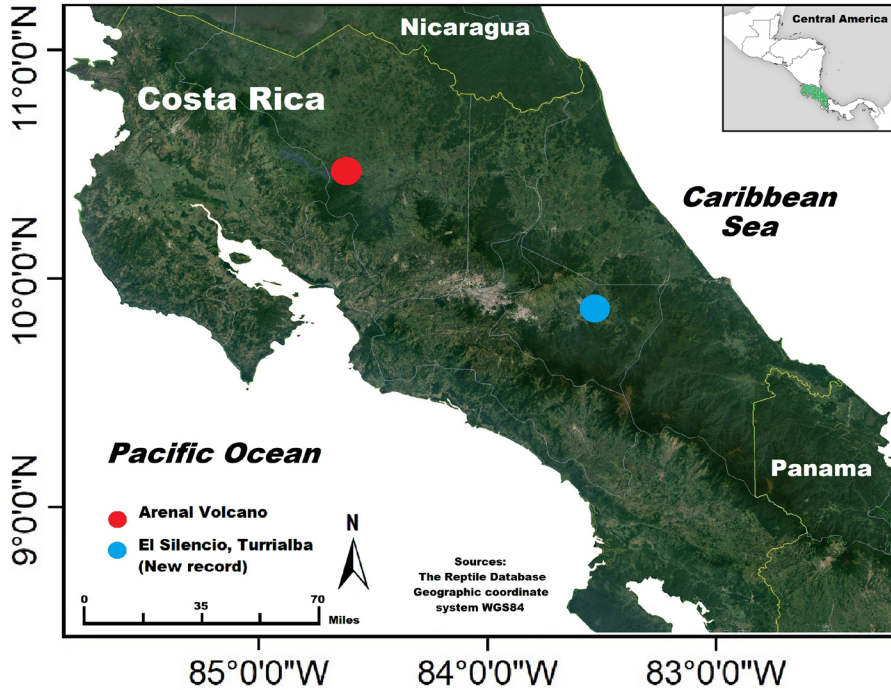 Nicaragua
Central America
11°0'0"N
Costa Rica
Caribbean
Sea
10°0'0"N
Pacific Ocean
Panama
9°0'0"N
Arenal Volcano
El Silencio, Turrialba
(New record)
N
Sources:
The Reptile Database
Geographic coordinate
system WGS84
0 35 70
Miles
85°0'0"W 84°0'0"W 83°0'0"W